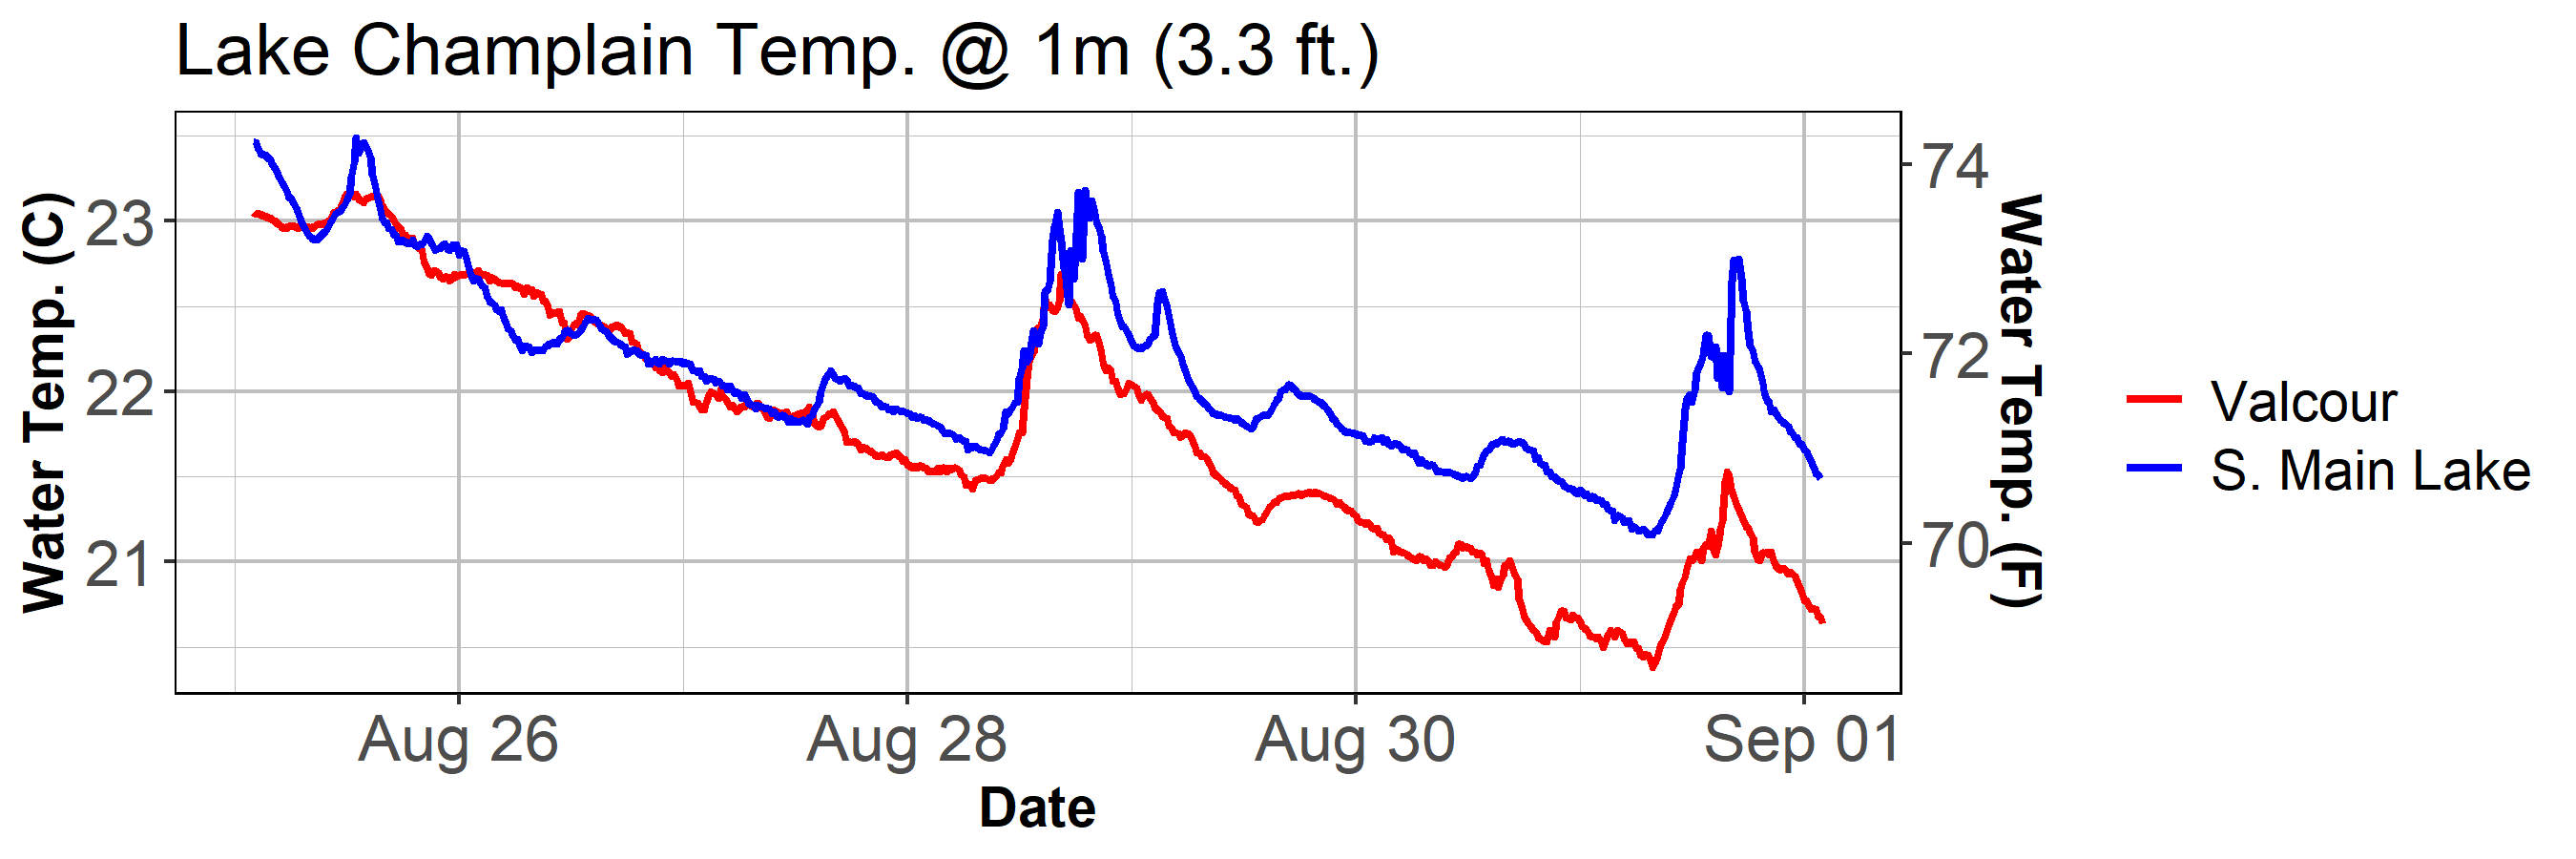 Lake Champlain Temp. @ 1m (3.3 ft.)
Water Temp. (C)
23
22
21
74
72
70
Water Temp. (F)
Aug 26
Aug 28
Aug 30
Sep 01
Date
Valcour
S. Main Lake